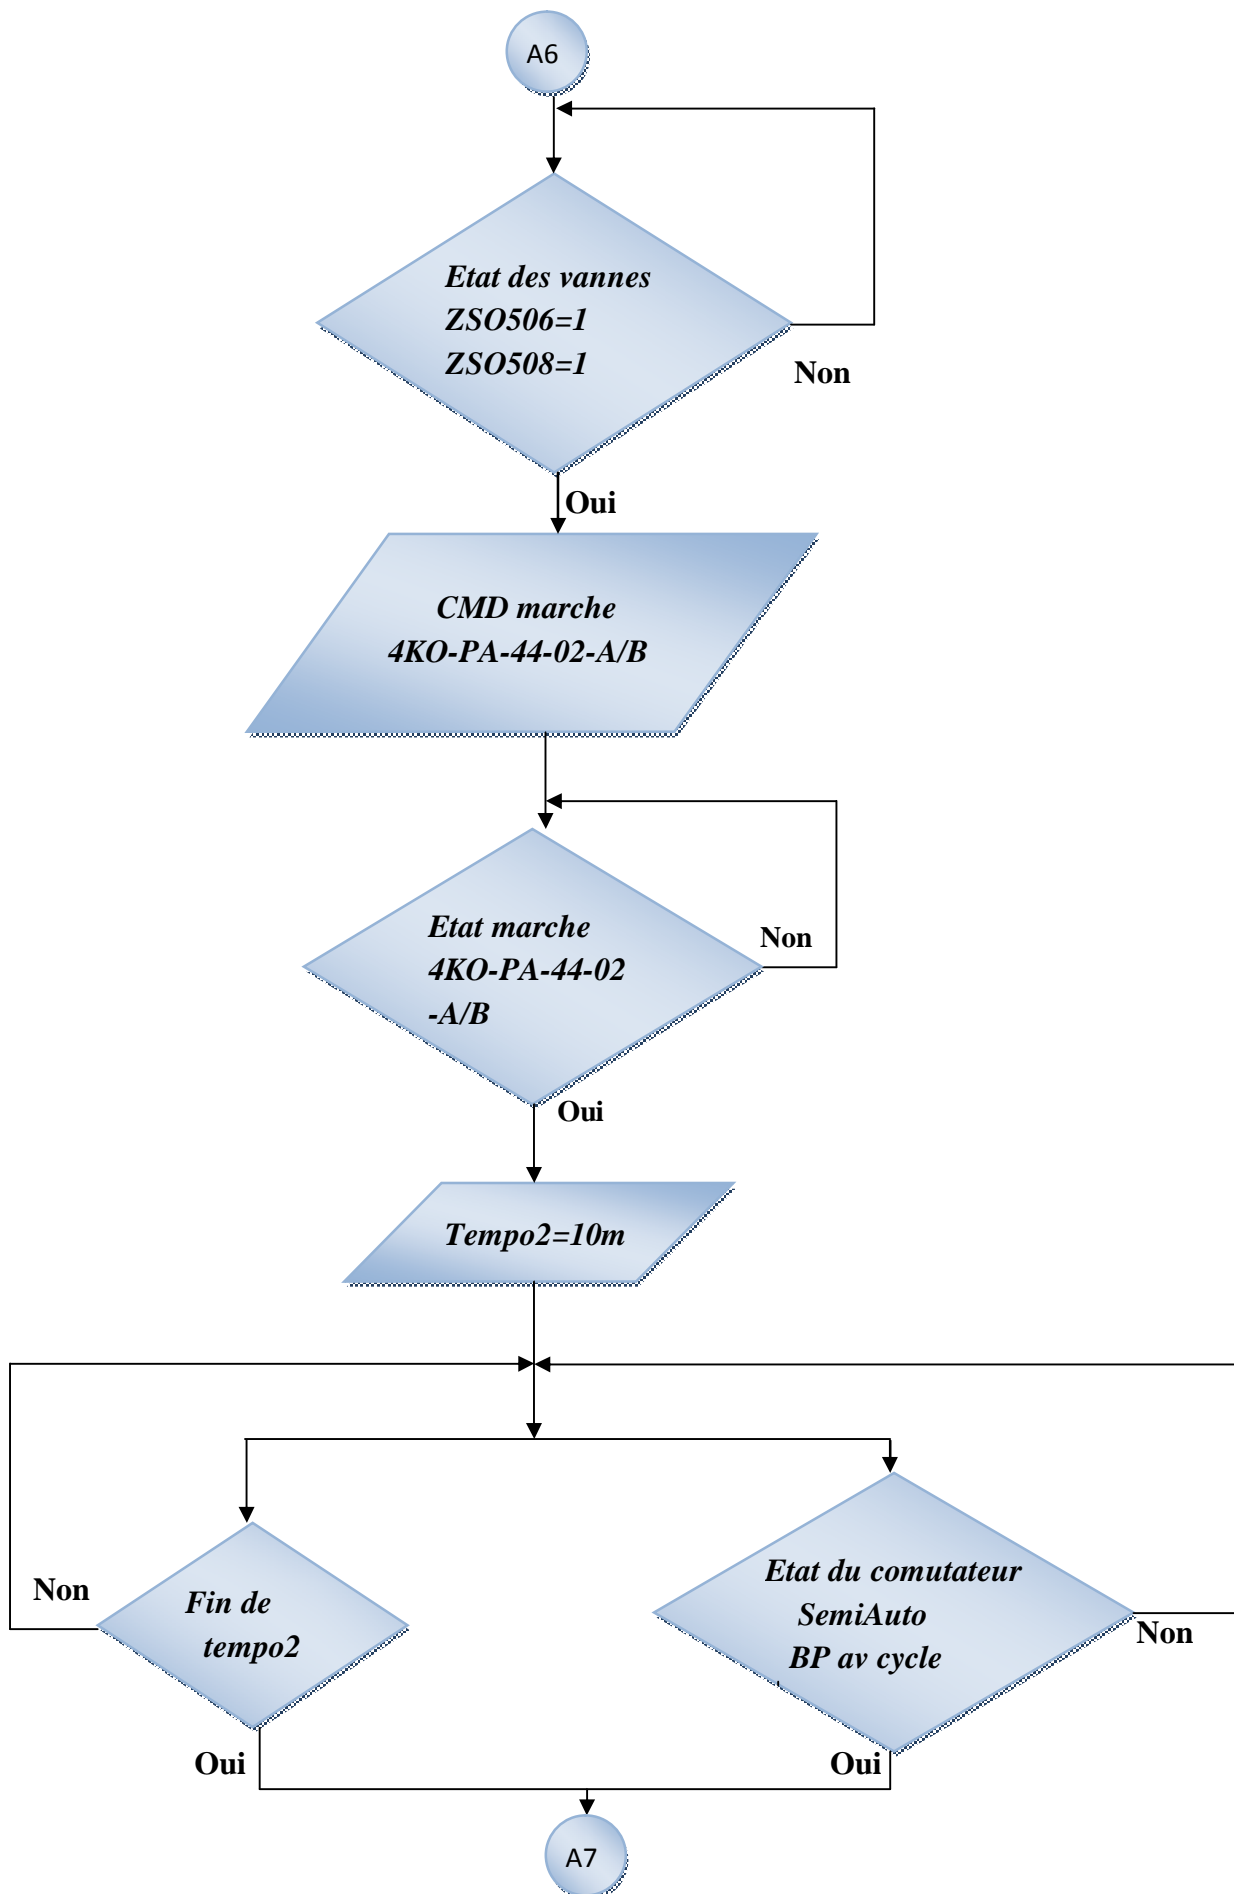 A6
Etat des vannes
ZSO506=1
ZSO508=1
Non
Oui
CMD marche
4KO-PA-44-02-A/B
Etat marche
4KO-PA-44-02
-A/B
Non
Oui
Tempo2=10m
Non
Fin de
tempo2
Etat du comutateur
SemiAuto
BP av cycle
Non
Oui
Oui
A7